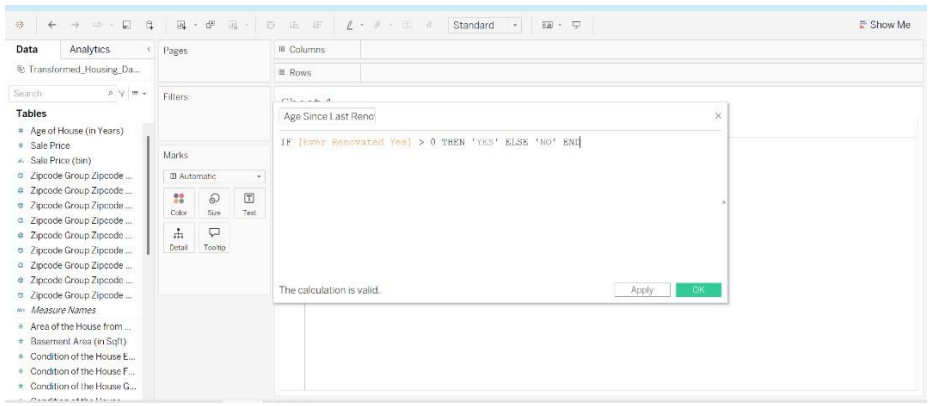 Standard
Show Me
Data Analytics
Transformed_Housing_Da...
Search
Tables
Age of House (in Years)
Sale Price
Sale Price (bin)
Zipcode Group Zipcode ...
Zipcode Group Zipcode ...
Zipcode Group Zipcode ...
Zipcode Group Zipcode ...
Zipcode Group Zipcode ...
Zipcode Group Zipcode ...
Zipcode Group Zipcode ...
Zipcode Group Zipcode ...
Zipcode Group Zipcode ...
Abc Measure Names
Area of the House from ...
Basement Area (in Sqft)
Condition of the House E...
Condition of the House F...
Condition of the House G...
Pages
Filters
Marks
Automatic
Color Size Text
Detail Tooltip
Columns
Rows
Age Since Last Reno
IF [Ever Renovated Yes] > 0 THEN 'YES' ELSE 'NO' END
The calculation is valid.
Apply OK